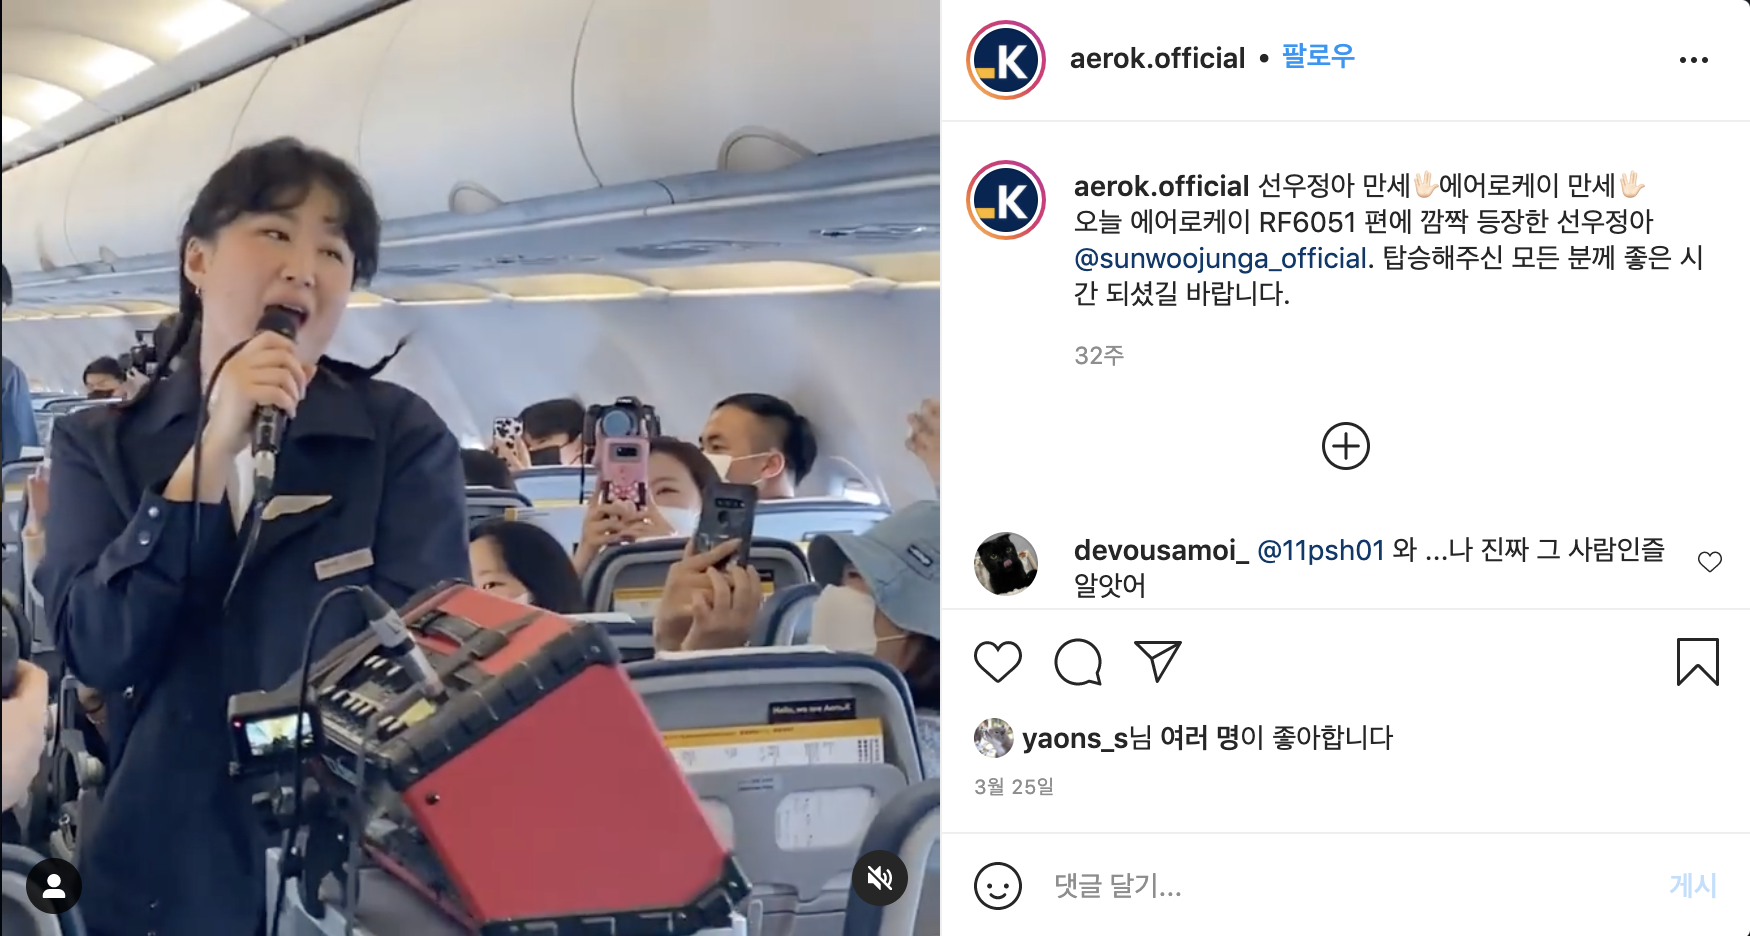 K
aerok.official • 팔로우
K
aerok.official 선우정아 만세🖖🏻에어로케이 만세🖖🏻
오늘 에어로케이 RF6051 편에 깜짝 등장한 선우정아
@sunwoojunga_official. 탑승해주신 모든 분께 좋은 시
간 되셨길 바랍니다.
32주
devousamoi_ @11psh01 와 ...나 진짜 그 사람인즐
알앗어
yaons_s님 여러 명이 좋아합니다
3월 25일
댓글 달기...
게시
Hello, we are Aero.K